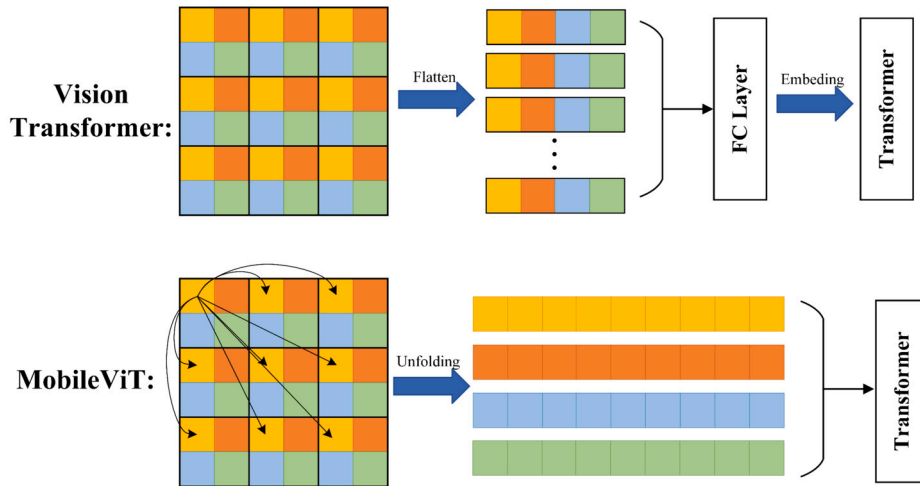 Vision
Transformer:
Flatten
FC Layer
Embeding
Transformer
MobileViT:
Unfolding
Transformer